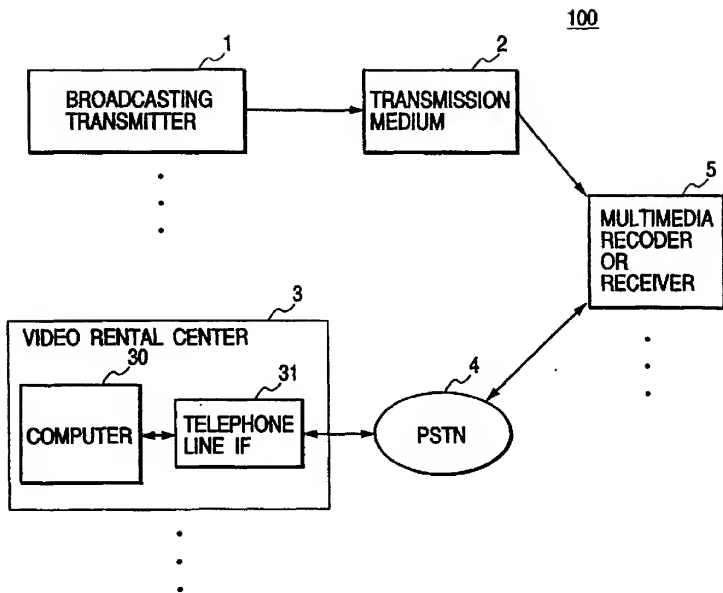 100
1
BROADCASTING
TRANSMITTER
2
TRANSMISSION
MEDIUM
5
MULTIMEDIA
RECODER
OR
RECEIVER
3
VIDEO RENTAL CENTER
30
COMPUTER
31
TELEPHONE
LINE IF
4
PSTN